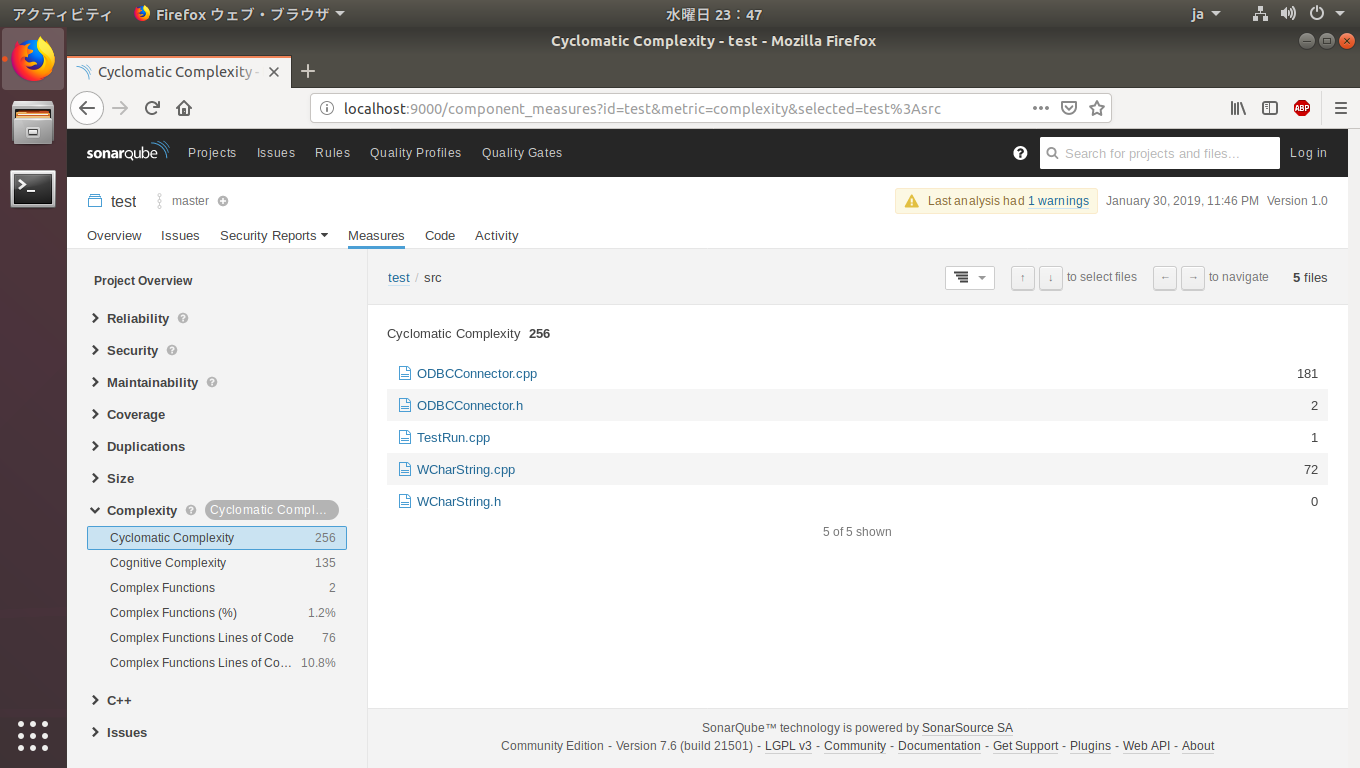 アクティビティ Firefox ウェブ・ブラウザ 水曜日 23：47 ja
Cyclomatic Complexity - test - Mozilla Firefox
Cyclomatic Complexity -
localhost:9000/component_measures?id=test&metric=complexity&selected=test%3Asrc
ABP
sonarqube Projects Issues Rules Quality Profiles Quality Gates Search for projects and files... Log in
test master Last analysis had 1 warnings January 30, 2019, 11:46 PM Version 1.0
Overview Issues Security Reports Measures Code Activity
Project Overview
test / src ↑ ↓ to select files ← → to navigate 5 files
Reliability
Security
Maintainability
Coverage
Duplications
Size
Complexity Cyclomatic Compl...
Cyclomatic Complexity 256
Cognitive Complexity 135
Complex Functions 2
Complex Functions (%) 1.2%
Complex Functions Lines of Code 76
Complex Functions Lines of Co... 10.8%
C++
Issues
Cyclomatic Complexity 256
ODBCConnector.cpp 181
ODBCConnector.h 2
TestRun.cpp 1
WCharString.cpp 72
WCharString.h 0
5 of 5 shown
SonarQube™ technology is powered by SonarSource SA
Community Edition - Version 7.6 (build 21501) - LGPL v3 - Community - Documentation - Get Support - Plugins - Web API - About